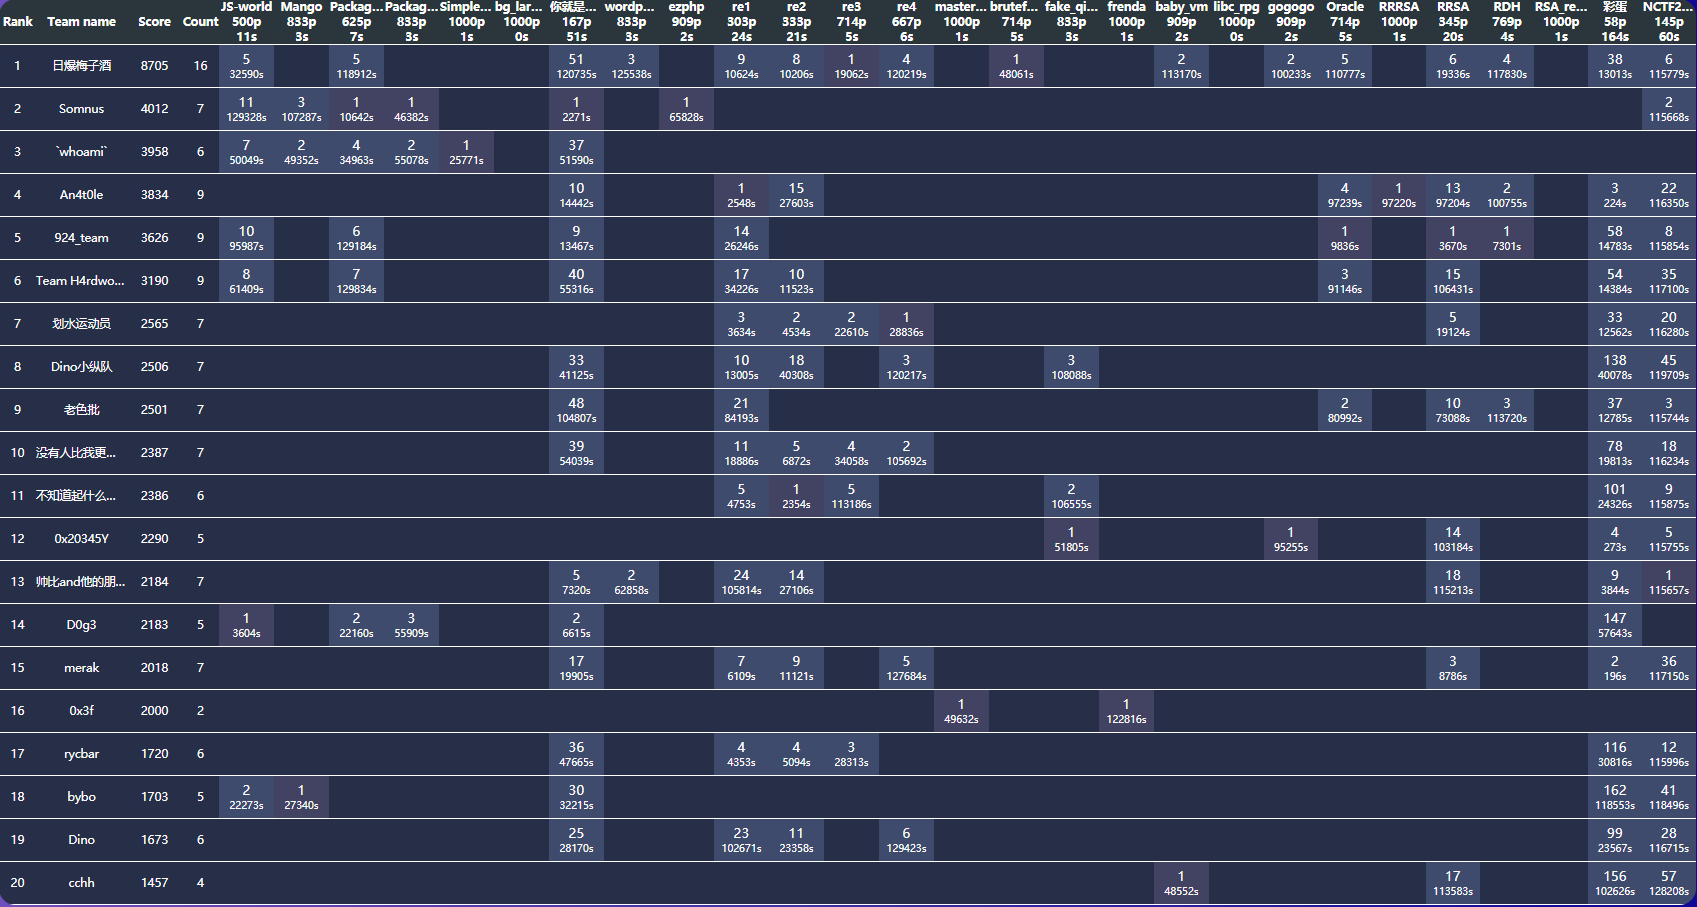 JS-world Mango Packag... Packag... Simple... bg_lar... 你就是... wordp... ezphp re1 re2 re3 re4 master... brutef... fake_qi... frenda baby_vm libc_rpg gogogo Oracle RRRSA RRSA RDH RSA_re... 彩蛋 NCTF2...
Rank Team name Score Count 500p 833p 625p 833p 1000p 1000p 167p 833p 909p 303p 333p 714p 667p 1000p 714p 833p 1000p 909p 1000p 909p 714p 1000p 345p 769p 1000p 58p 145p
11s 3s 7s 3s 1s 0s 51s 3s 2s 24s 21s 5s 6s 1s 5s 3s 1s 2s 0s 2s 5s 1s 20s 4s 1s 164s 60s
1 日爆梅子酒 8705 16 5 5 51 3 9 8 1 4 1 2 2 5 6 4 38 6
32590s 118912s 120735s 125538s 10624s 10206s 19062s 120219s 48061s 113170s 100233s 110777s 19336s 117830s 13013s 115779s
2 Somnus 4012 7 11 3 1 1 1 1 2
129328s 107287s 10642s 46382s 2271s 65828s 115668s
3 `whoami` 3958 6 7 2 4 2 1 37
50049s 49352s 34963s 55078s 25771s 51590s
4 An4t0le 3834 9 10 1 15 4 1 13 2 3 22
14442s 2548s 27603s 97239s 97220s 97204s 100755s 224s 116350s
5 924_team 3626 9 10 6 9 14 1 1 1 58 8
95987s 129184s 13467s 26246s 9836s 3670s 7301s 14783s 115854s
6 Team H4rdwo... 3190 9 8 7 40 17 10 3 15 54 35
61409s 129834s 55316s 34226s 11523s 91146s 106431s 14384s 117100s
7 划水运动员 2565 7 3 2 2 1 5 33 20
3634s 4534s 22610s 28836s 19124s 12562s 116280s
8 Dino小纵队 2506 7 33 10 18 3 3 138 45
41125s 13005s 40308s 120217s 108088s 40078s 119709s
9 老色批 2501 7 48 21 2 10 3 37 3
104807s 84193s 80992s 73088s 113720s 12785s 115744s
10 没有人比我更... 2387 7 39 11 5 4 2 78 18
54039s 18886s 6872s 34058s 105692s 19813s 116234s
11 不知道起什么... 2386 6 5 1 5 2 101 9
4753s 2354s 113186s 106555s 24326s 115875s
12 0x20345Y 2290 5 1 1 14 4 5
51805s 95255s 103184s 273s 115755s
13 帅比and他的朋... 2184 7 5 2 24 14 18 9 1
7320s 62858s 105814s 27106s 115213s 3844s 115657s
14 D0g3 2183 5 1 2 3 2 147
3604s 22160s 55909s 6615s 57643s
15 merak 2018 7 17 7 9 5 3 2 36
19905s 6109s 11121s 127684s 8786s 196s 117150s
16 0x3f 2000 2 1 1
49632s 122816s
17 rycbar 1720 6 36 4 4 3 116 12
47665s 4353s 5094s 28313s 30816s 115996s
18 bybo 1703 5 2 1 30 162 41
22273s 27340s 32215s 118553s 118496s
19 Dino 1673 6 25 23 11 6 99 28
28170s 102671s 23358s 129423s 23567s 116715s
20 cchh 1457 4 1 17 156 57
48552s 113583s 102626s 128208s